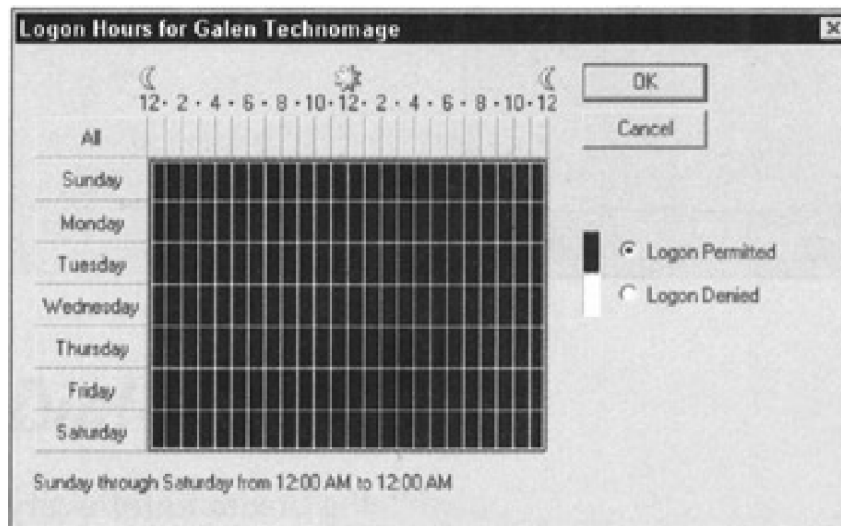 Logon Hours for Galen Technomage
12 · 2 · 4 · 6 · 8 · 10 · 12 · 2 · 4 · 6 · 8 · 10 · 12
OK
Cancel
All
Sunday
Monday
Tuesday
Wednesday
Thursday
Friday
Saturday
Logon Permitted
Logon Denied
Sunday through Saturday from 12:00 AM to 12:00 AM